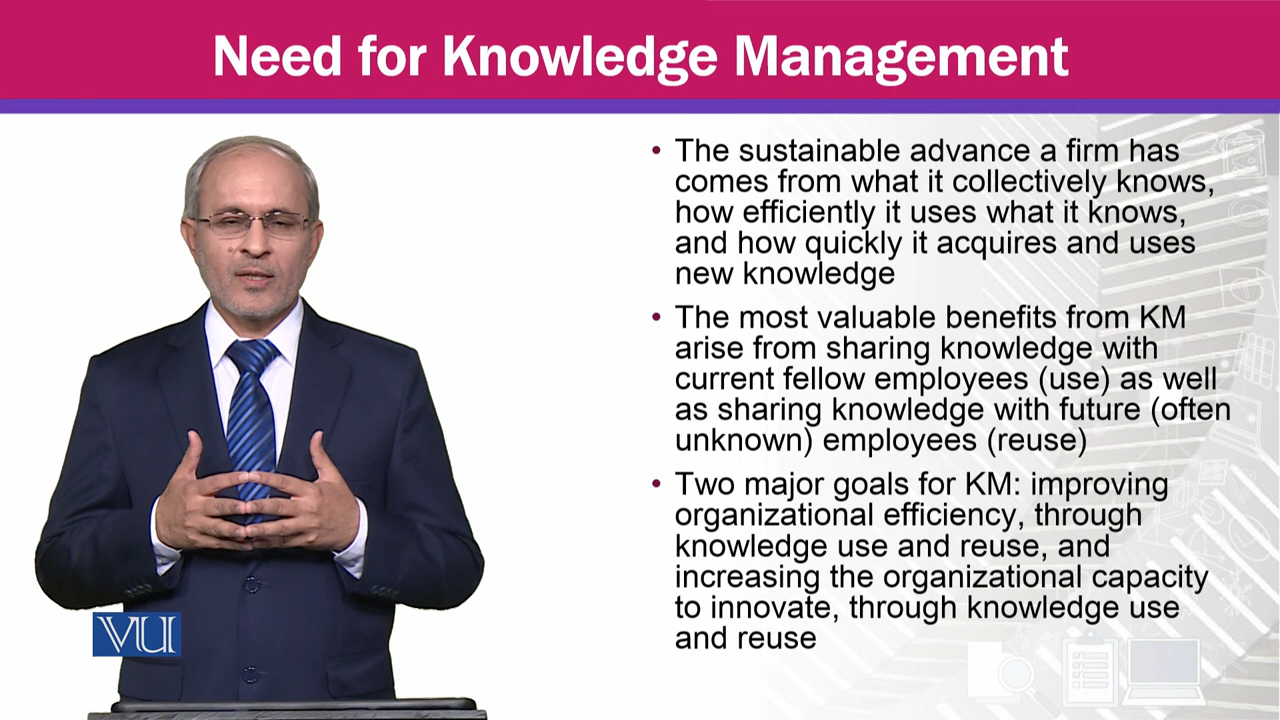 Need for Knowledge Management
• The sustainable advance a firm has
comes from what it collectively knows,
how efficiently it uses what it knows,
and how quickly it acquires and uses
new knowledge
• The most valuable benefits from KM
arise from sharing knowledge with
current fellow employees (use) as well
as sharing knowledge with future (often
unknown) employees (reuse)
• Two major goals for KM: improving
organizational efficiency, through
knowledge use and reuse, and
increasing the organizational capacity
to innovate, through knowledge use
and reuse
VU